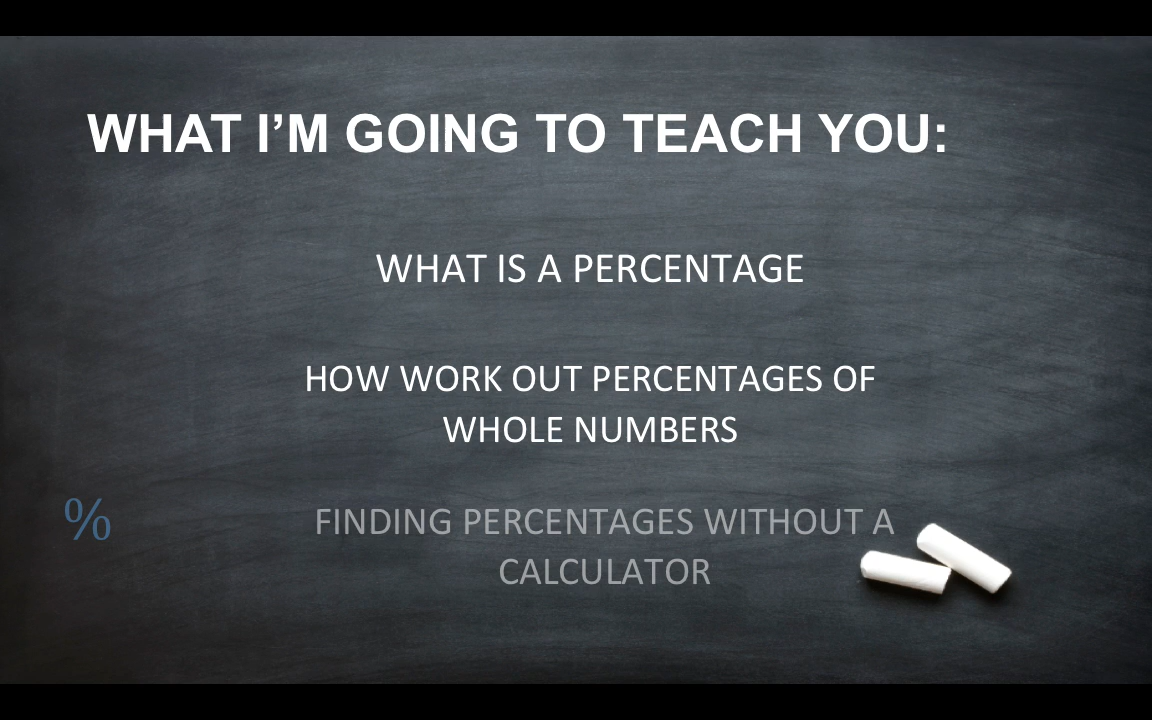 WHAT I’M GOING TO TEACH YOU:
WHAT IS A PERCENTAGE
HOW WORK OUT PERCENTAGES OF
WHOLE NUMBERS
% FINDING PERCENTAGES WITHOUT A
CALCULATOR